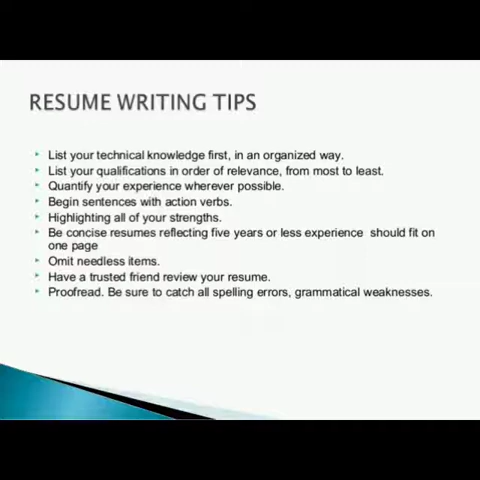 RESUME WRITING TIPS
List your technical knowledge first, in an organized way.
List your qualifications in order of relevance, from most to least.
Quantify your experience wherever possible.
Begin sentences with action verbs.
Highlighting all of your strengths.
Be concise resumes reflecting five years or less experience should fit on
one page
Omit needless items.
Have a trusted friend review your resume.
Proofread. Be sure to catch all spelling errors, grammatical weaknesses.